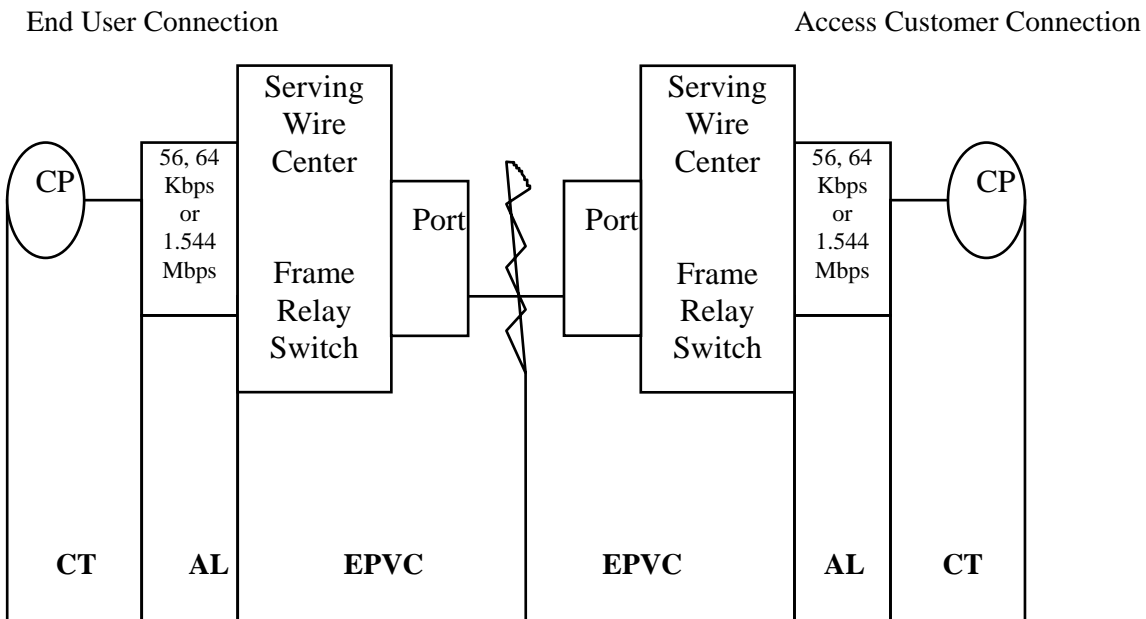 End User Connection
Access Customer Connection
CP
56, 64
Kbps
or
1.544
Mbps
Serving
Wire
Center
Frame
Relay
Switch
Port
Port
Serving
Wire
Center
Frame
Relay
Switch
56, 64
Kbps
or
1.544
Mbps
CP
CT
AL
EPVC
EPVC
AL
CT